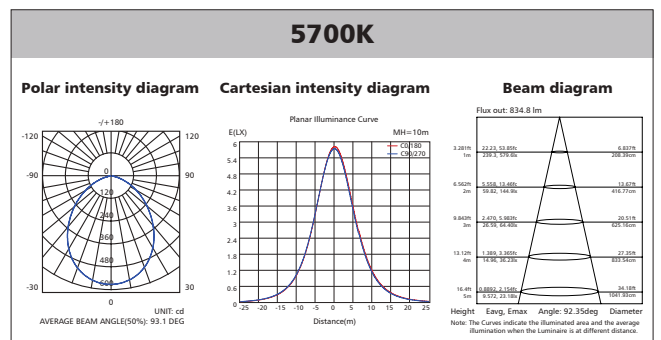 5700K
Polar intensity diagram
Cartesian intensity diagram
Beam diagram
-/+180
-120
120
-90
90
-30
30
0
0
120
240
360
480
600
UNIT: cd
AVERAGE BEAM ANGLE(50%): 93.1 DEG
Planar Illuminance Curve
E(LX)
MH=10m
C0/180
C90/270
6
5.4
4.8
4.2
3.6
3
2.4
1.8
1.2
0.6
0
-25 -20 -15 -10 -5 0 5 10 15 20 25
Distance(m)
Flux out: 834.8 lm
3.281ft 22.23, 53.85fc 6.837ft
1m 239.3, 579.6lx 208.39cm
6.562ft 5.558, 13.46fc 13.67ft
2m 59.82, 144.9lx 416.77cm
9.843ft 2.470, 5.983fc 20.51ft
3m 26.59, 64.40lx 625.16cm
13.12ft 1.389, 3.365fc 27.35ft
4m 14.96, 36.23lx 833.54cm
16.4ft 0.8892, 2.154fc 34.18ft
5m 9.572, 23.18lx 1041.93cm
Height Eavg, Emax Angle: 92.35deg Diameter
Note: The Curves indicate the illuminated area and the average
illumination when the Luminaire is at different distance.